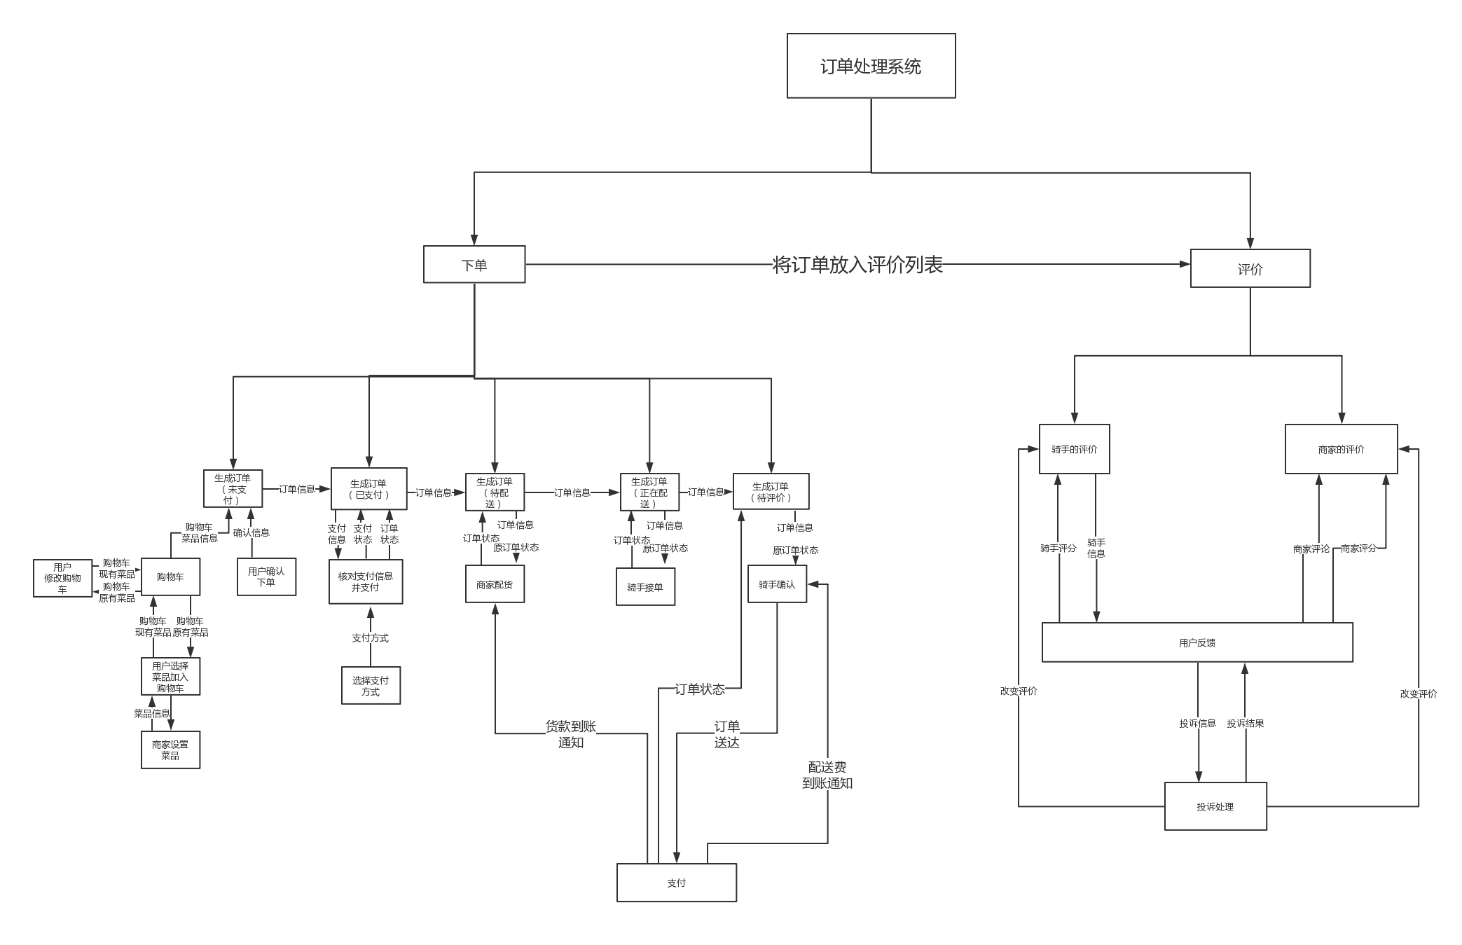 订单处理系统
下单
将订单放入评价列表
评价
骑手的评价
商家的评价
生成订单
（未支
付）
订单信息
生成订单
（已支付）
订单信息
生成订单
（待配
送）
订单信息
生成订单
（正在配
送）
订单信息
生成订单
（待评价）
购物车
菜品信息
确认信息
支付
信息
支付
状态
订单
状态
订单信息
订单状态
原订单状态
订单信息
订单状态
原订单状态
订单信息
原订单状态
骑手评分
骑手
信息
商家评论
商家评分
用户
修改购物
车
购物车
现有菜品
购物车
原有菜品
购物车
用户确认
下单
核对支付信息
并支付
商家配货
骑手接单
骑手确认
购物车
现有菜品
购物车
原有菜品
支付方式
用户反馈
用户选择
菜品加入
购物车
选择支付
方式
订单状态
改变评价
改变评价
菜品信息
货款到账
通知
订单
送达
投诉信息
投诉结果
商家设置
菜品
配送费
到账通知
投诉处理
支付